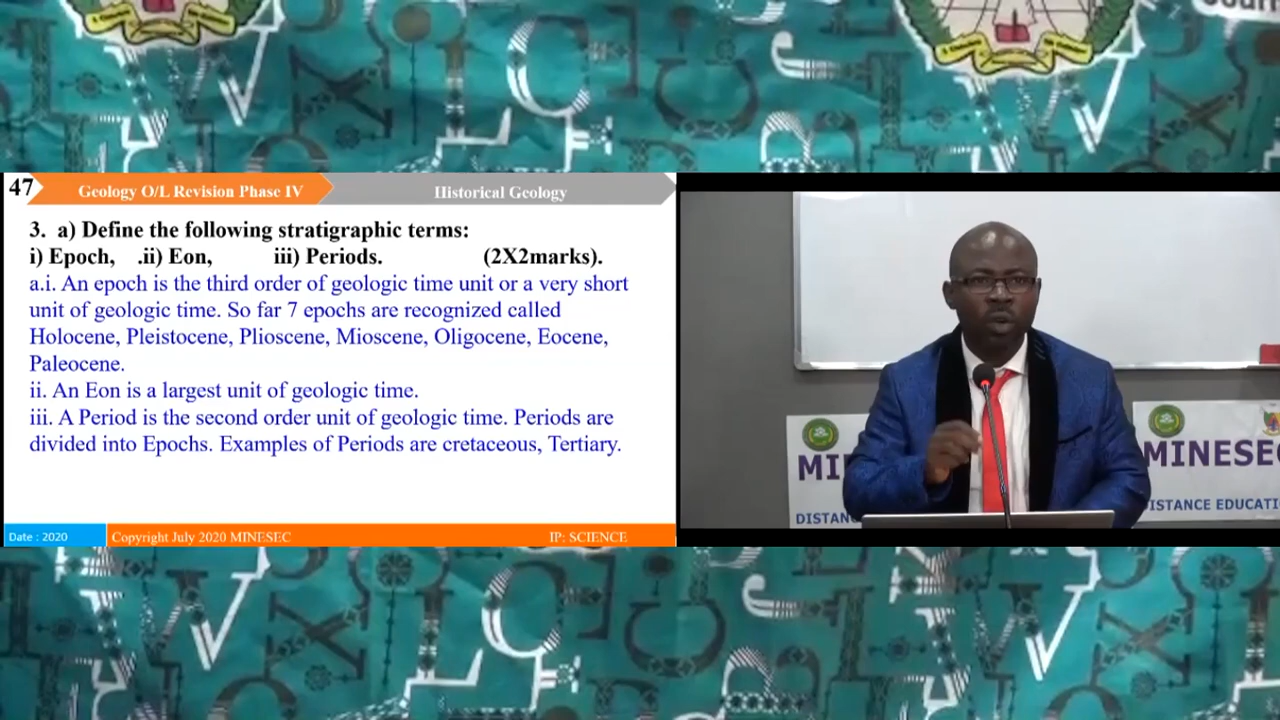 47
Geology O/L Revision Phase IV
Historical Geology
3. a) Define the following stratigraphic terms:
i) Epoch, .ii) Eon, iii) Periods. (2X2marks).
a.i. An epoch is the third order of geologic time unit or a very short
unit of geologic time. So far 7 epochs are recognized called
Holocene, Pleistocene, Plioscene, Mioscene, Oligocene, Eocene,
Paleocene.
ii. An Eon is a largest unit of geologic time.
iii. A Period is the second order unit of geologic time. Periods are
divided into Epochs. Examples of Periods are cretaceous, Tertiary.
Date : 2020
Copyright July 2020 MINESEC
IP: SCIENCE
MI
DISTAN
MINESEC
DISTANCE EDUCATI